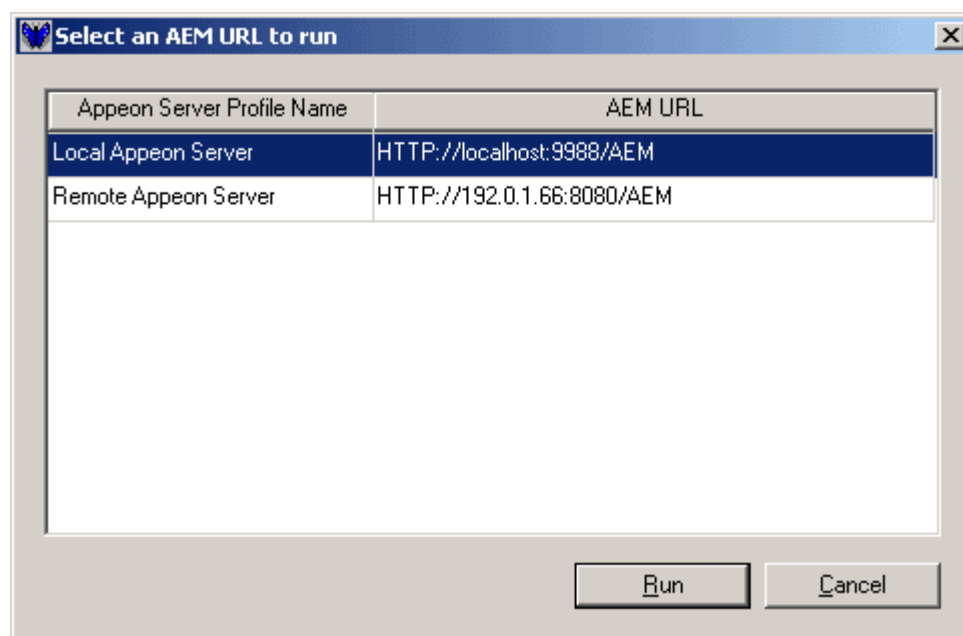 Select an AEM URL to run
Appeon Server Profile Name AEM URL
Local Appeon Server HTTP://localhost:9988/AEM
Remote Appeon Server HTTP://192.0.1.66:8080/AEM
Run Cancel